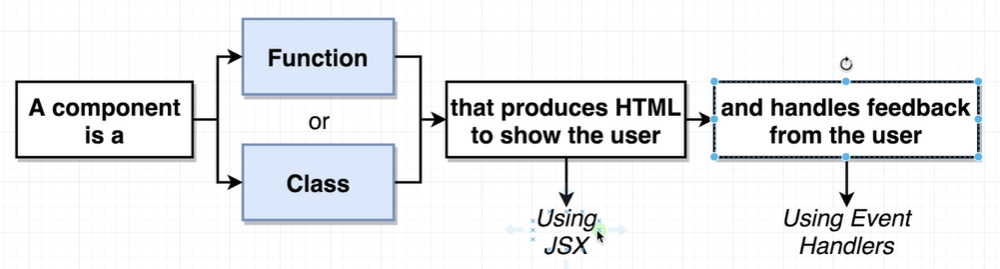 A component
is a
Function
or
Class
that produces HTML
to show the user
and handles feedback
from the user
Using
JSX
Using Event
Handlers